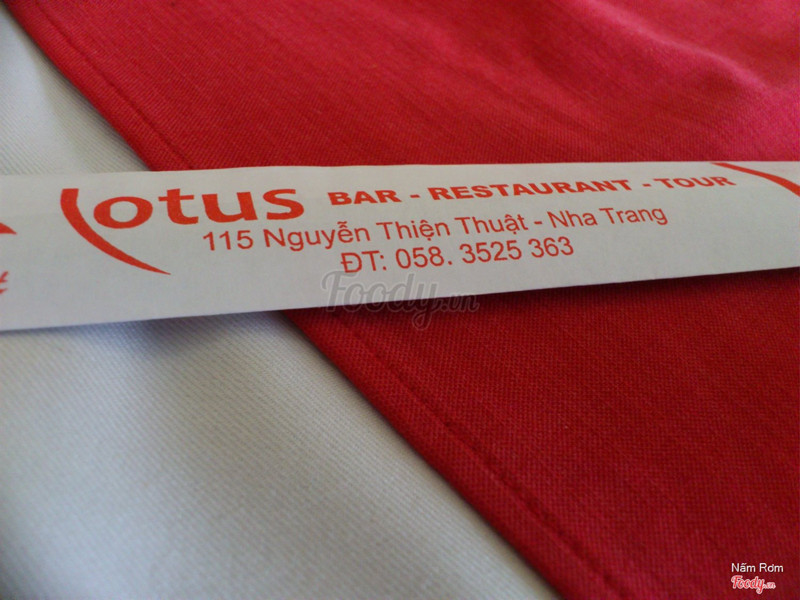 lotus BAR - RESTAURANT - TOUR
115 Nguyễn Thiện Thuật - Nha Trang
ĐT: 058. 3525 363
Foody.vn
Nấm Rơm
Foody.vn